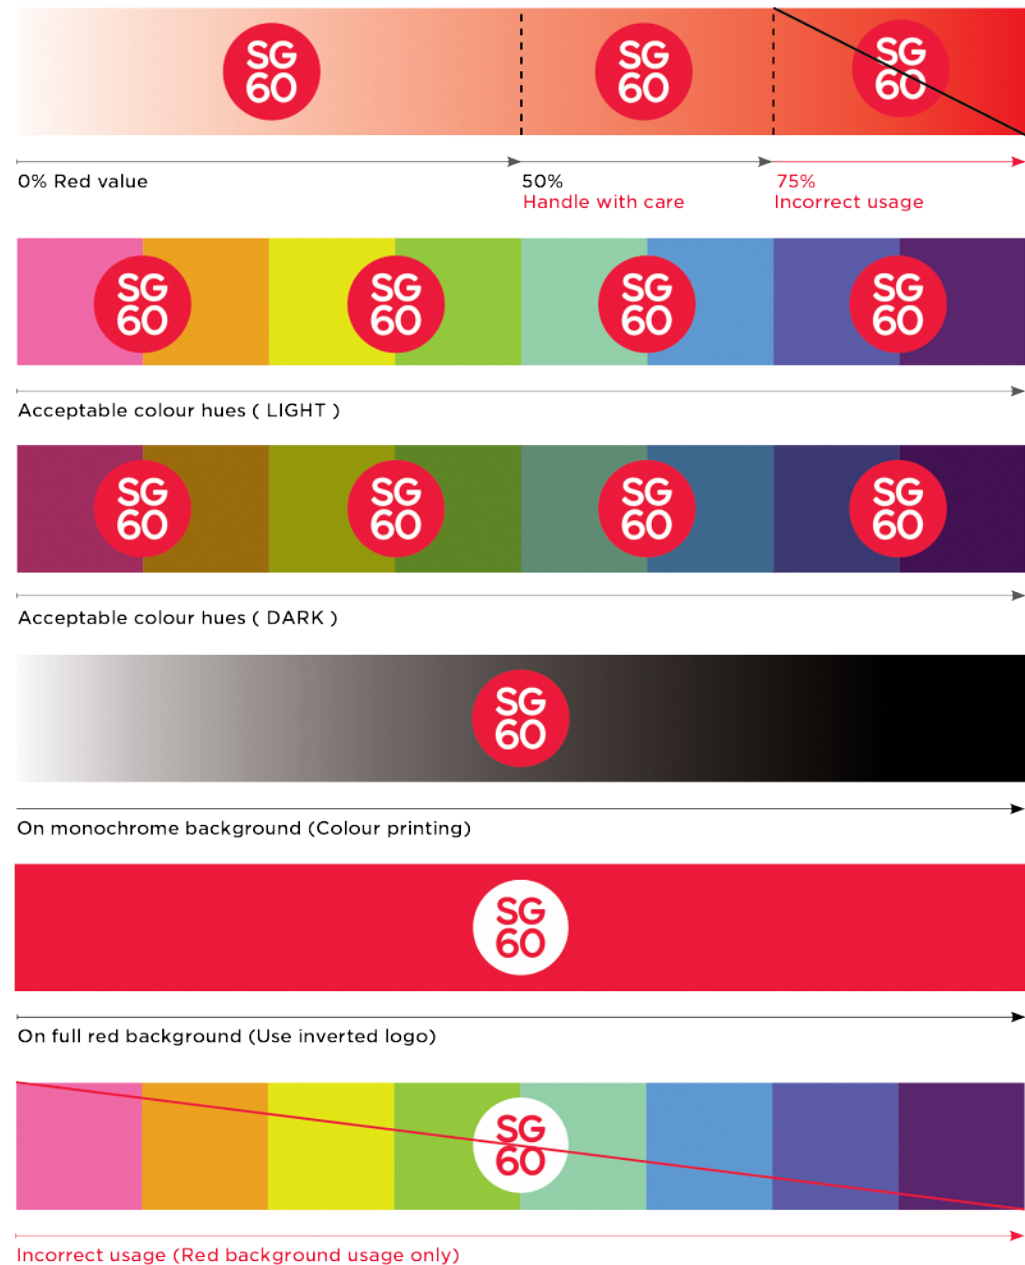 SG
60
SG
60
SG
60
0% Red value
50%
Handle with care
75%
Incorrect usage
SG
60
SG
60
SG
60
SG
60
Acceptable colour hues ( LIGHT )
SG
60
SG
60
SG
60
SG
60
Acceptable colour hues ( DARK )
SG
60
On monochrome background (Colour printing)
SG
60
On full red background (Use inverted logo)
SG
60
Incorrect usage (Red background usage only)